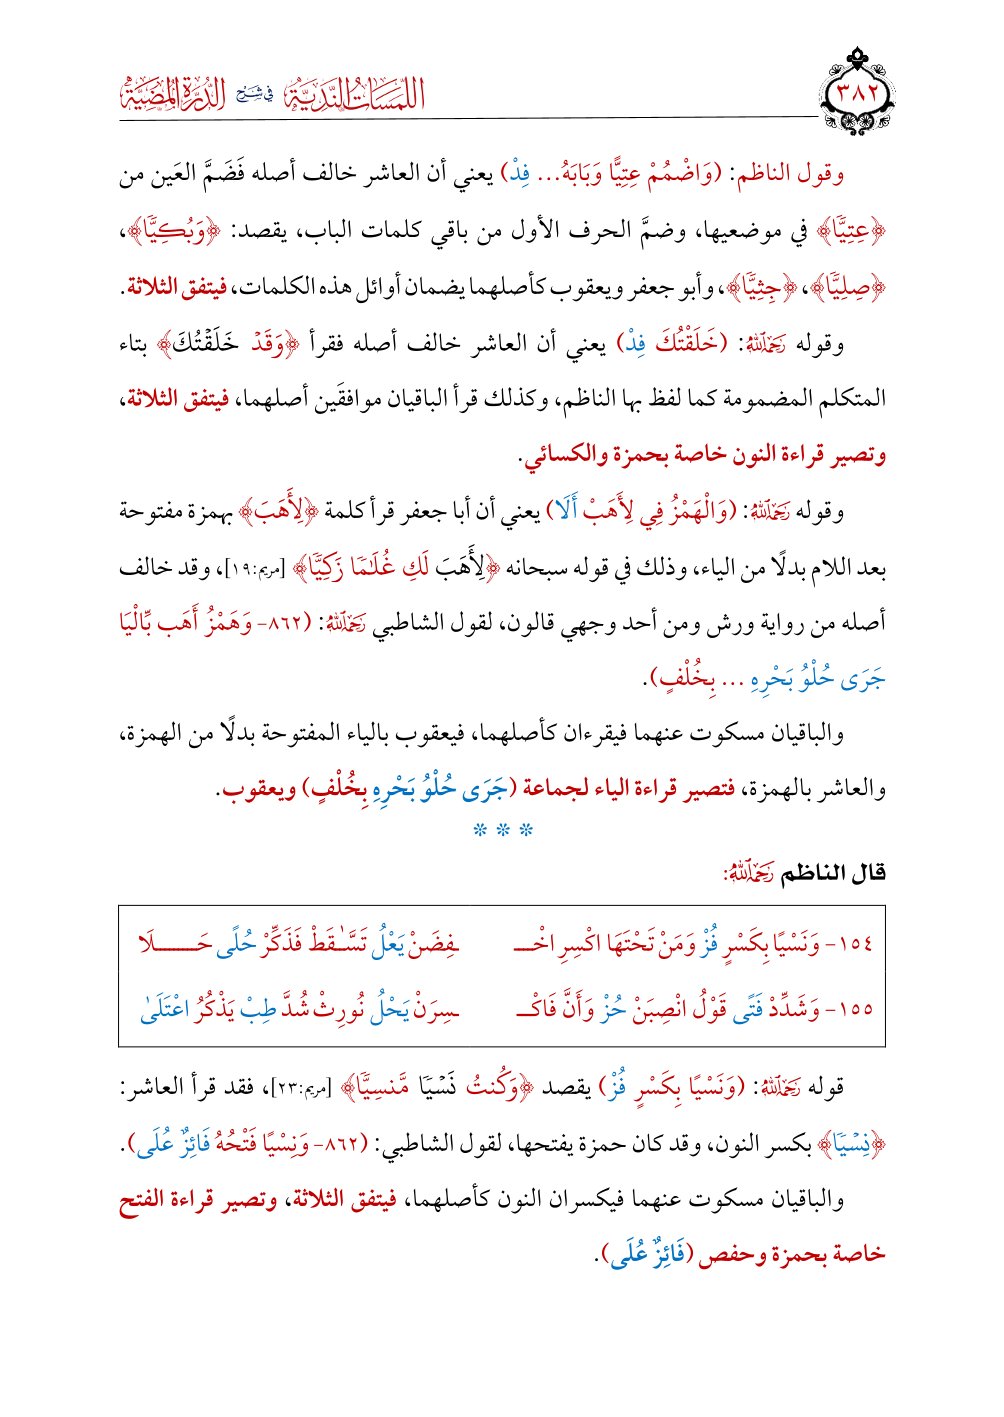 ٣٨٢
اللمسات الندية في شرح الدرة المضية
وقول الناظم: (وَاضْمُمْ عِتِيًّا وَبَابَهُ... فِدْ) يعني أن العاشر خالف أصله فَضَمَّ العَين من
﴿عِتِيّٗا﴾ في موضعيها، وضمَّ الحرف الأول من باقي كلمات الباب، يقصد: ﴿وَبُكِيّٗا﴾،
﴿صِلِيّٗا﴾، ﴿جِثِيّٗا﴾، وأبو جعفر ويعقوب كأصلهما يضمان أوائل هذه الكلمات، فيتفق الثلاثة.
وقوله رَحِمَهُ اللَّهُ: (خَلَقْتُكَ فِدْ) يعني أن العاشر خالف أصله فقرأ ﴿وَقَدۡ خَلَقۡتُكَ﴾ بتاء
المتكلم المضمومة كما لفظ بها الناظم، وكذلك قرأ الباقيان موافقَين أصلهما، فيتفق الثلاثة،
وتصير قراءة النون خاصة بحمزة والكسائي.
وقوله رَحِمَهُ اللَّهُ: (وَالْهَمْزُ فِي لِأَهَبْ أَلَا) يعني أن أبا جعفر قرأ كلمة ﴿لِأَهَبَ﴾ بهمزة مفتوحة
بعد اللام بدلًا من الياء، وذلك في قوله سبحانه ﴿لِأَهَبَ لَكِ غُلَٰمٗا زَكِيّٗا﴾ [مريم:١٩]، وقد خالف
أصله من رواية ورش ومن أحد وجهي قالون، لقول الشاطبي رَحِمَهُ اللَّهُ: (٨٦٢- وَهَمْزُ أَهَب بِّالْيَا
جَرَى حُلْوُ بَحْرِهِ ... بِخُلْفٍ).
والباقيان مسكوت عنهما فيقرءان كأصلهما، فيعقوب بالياء المفتوحة بدلًا من الهمزة،
والعاشر بالهمزة، فتصير قراءة الياء لجماعة (جَرَى حُلْوُ بَحْرِهِ بِخُلْفٍ) ويعقوب.
* * *
قال الناظم رَحِمَهُ اللَّهُ:
١٥٤- وَنَسْيًا بِكَسْرٍ فُزْ وَمَنْ تَحْتَهَا اكْسِرِ اخْـ ـفِضَنْ يَعْلُ تَسَّـٰقَطْ فَذَكِّرْ حُلًى حَـــــلَا
١٥٥- وَشَدِّدْ فَتًى قَوْلُ انْصِبَنْ حُزْ وَأَنَّ فَاكْـ ـسِرَنْ يَحْلُ نُورِثْ شُدَّ طِبْ يَذْكُرُ اعْتَلَىٰ
قوله رَحِمَهُ اللَّهُ: (وَنَسْيًا بِكَسْرٍ فُزْ) يقصد ﴿وَكُنتُ نَسۡيٗا مَّنسِيّٗا﴾ [مريم:٢٣]، فقد قرأ العاشر:
﴿نِسۡيٗا﴾ بكسر النون، وقد كان حمزة يفتحها، لقول الشاطبي: (٨٦٢- وَنِسْيًا فَتْحُهُ فَائِزٌ عُلَى).
والباقيان مسكوت عنهما فيكسران النون كأصلهما، فيتفق الثلاثة، وتصير قراءة الفتح
خاصة بحمزة وحفص (فَائِزٌ عُلَى).